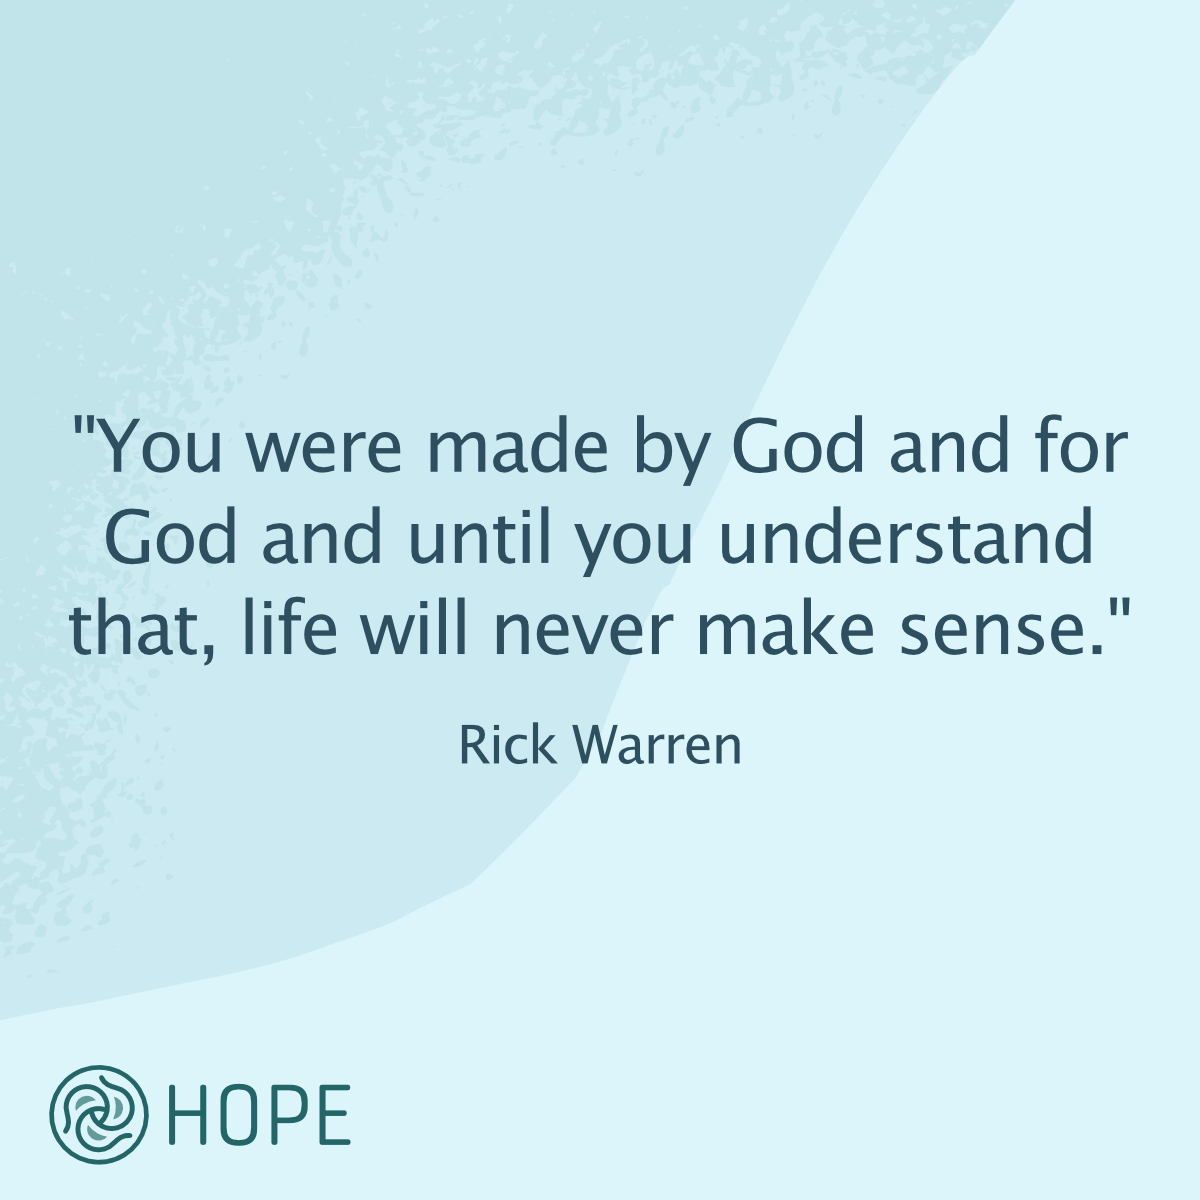 "You were made by God and for
God and until you understand
that, life will never make sense."
Rick Warren
HOPE